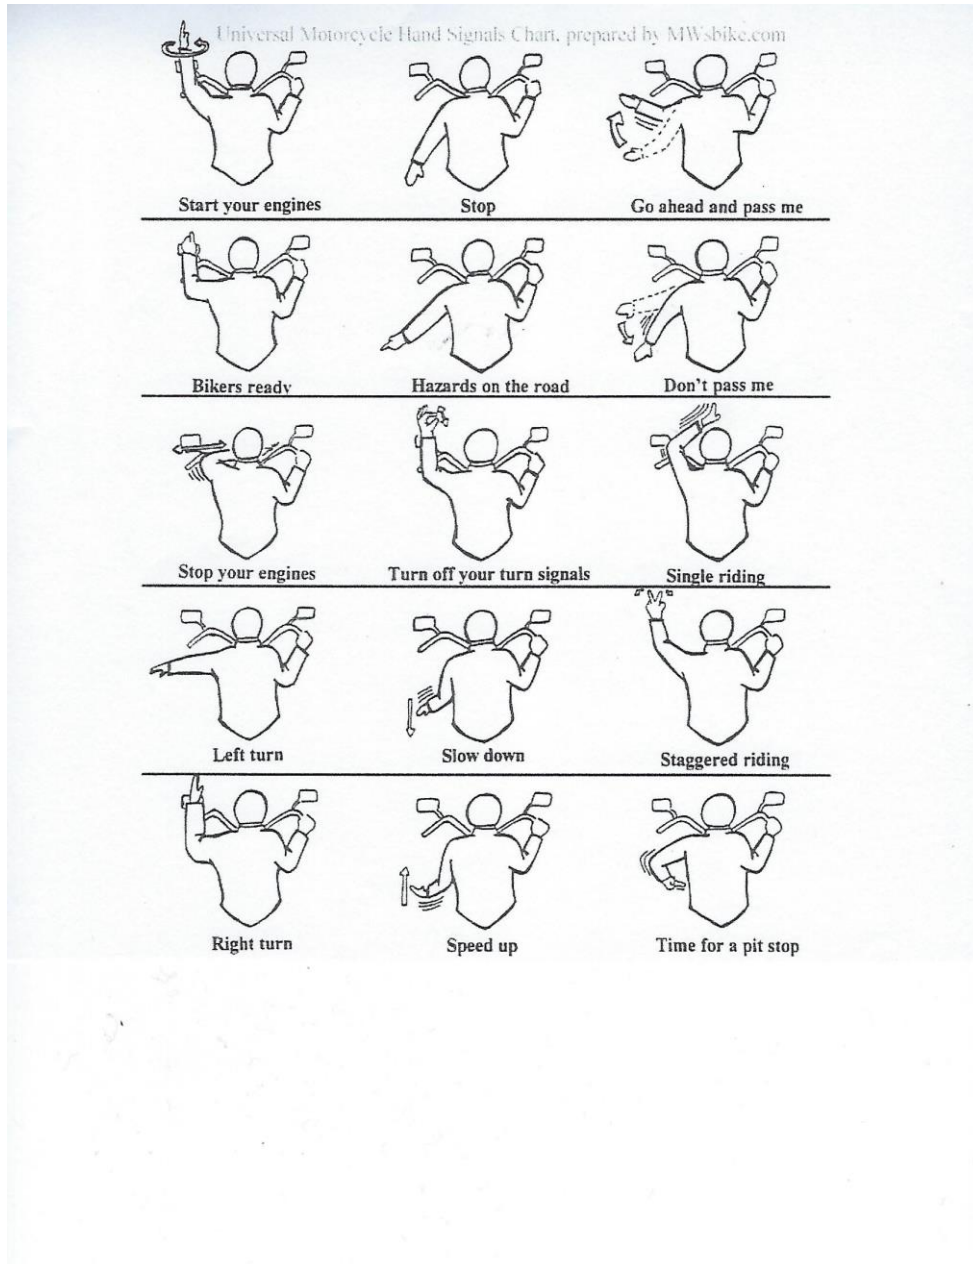 Universal Motorcycle Hand Signals Chart, prepared by MWsbike.com
Start your engines
Stop
Go ahead and pass me
Bikers ready
Hazards on the road
Don't pass me
Stop your engines
Turn off your turn signals
Single riding
Left turn
Slow down
Staggered riding
Right turn
Speed up
Time for a pit stop